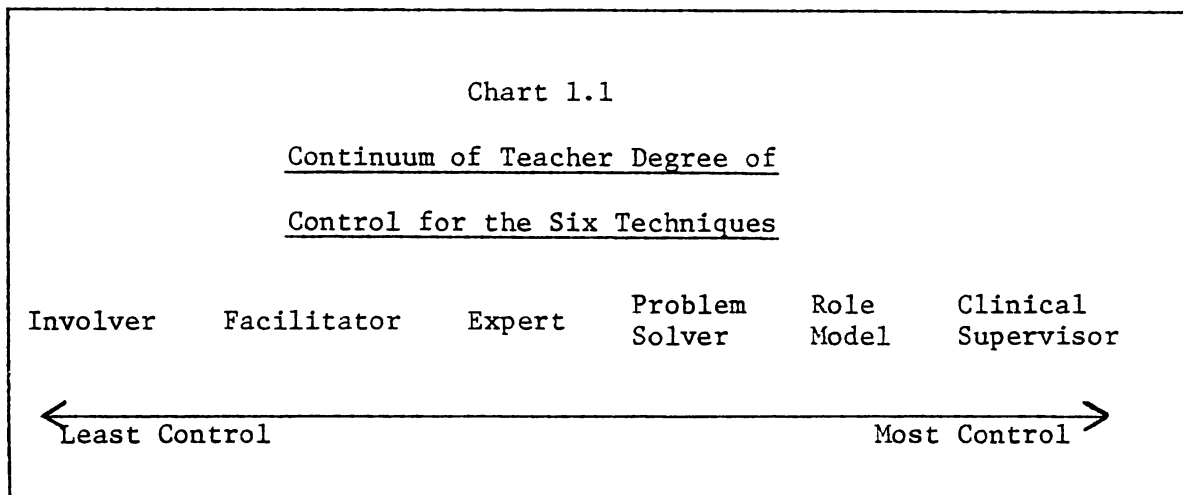 Chart 1.1
Continuum of Teacher Degree of
Control for the Six Techniques
Involver Facilitator Expert Problem Solver Role Model Clinical Supervisor
Least Control Most Control